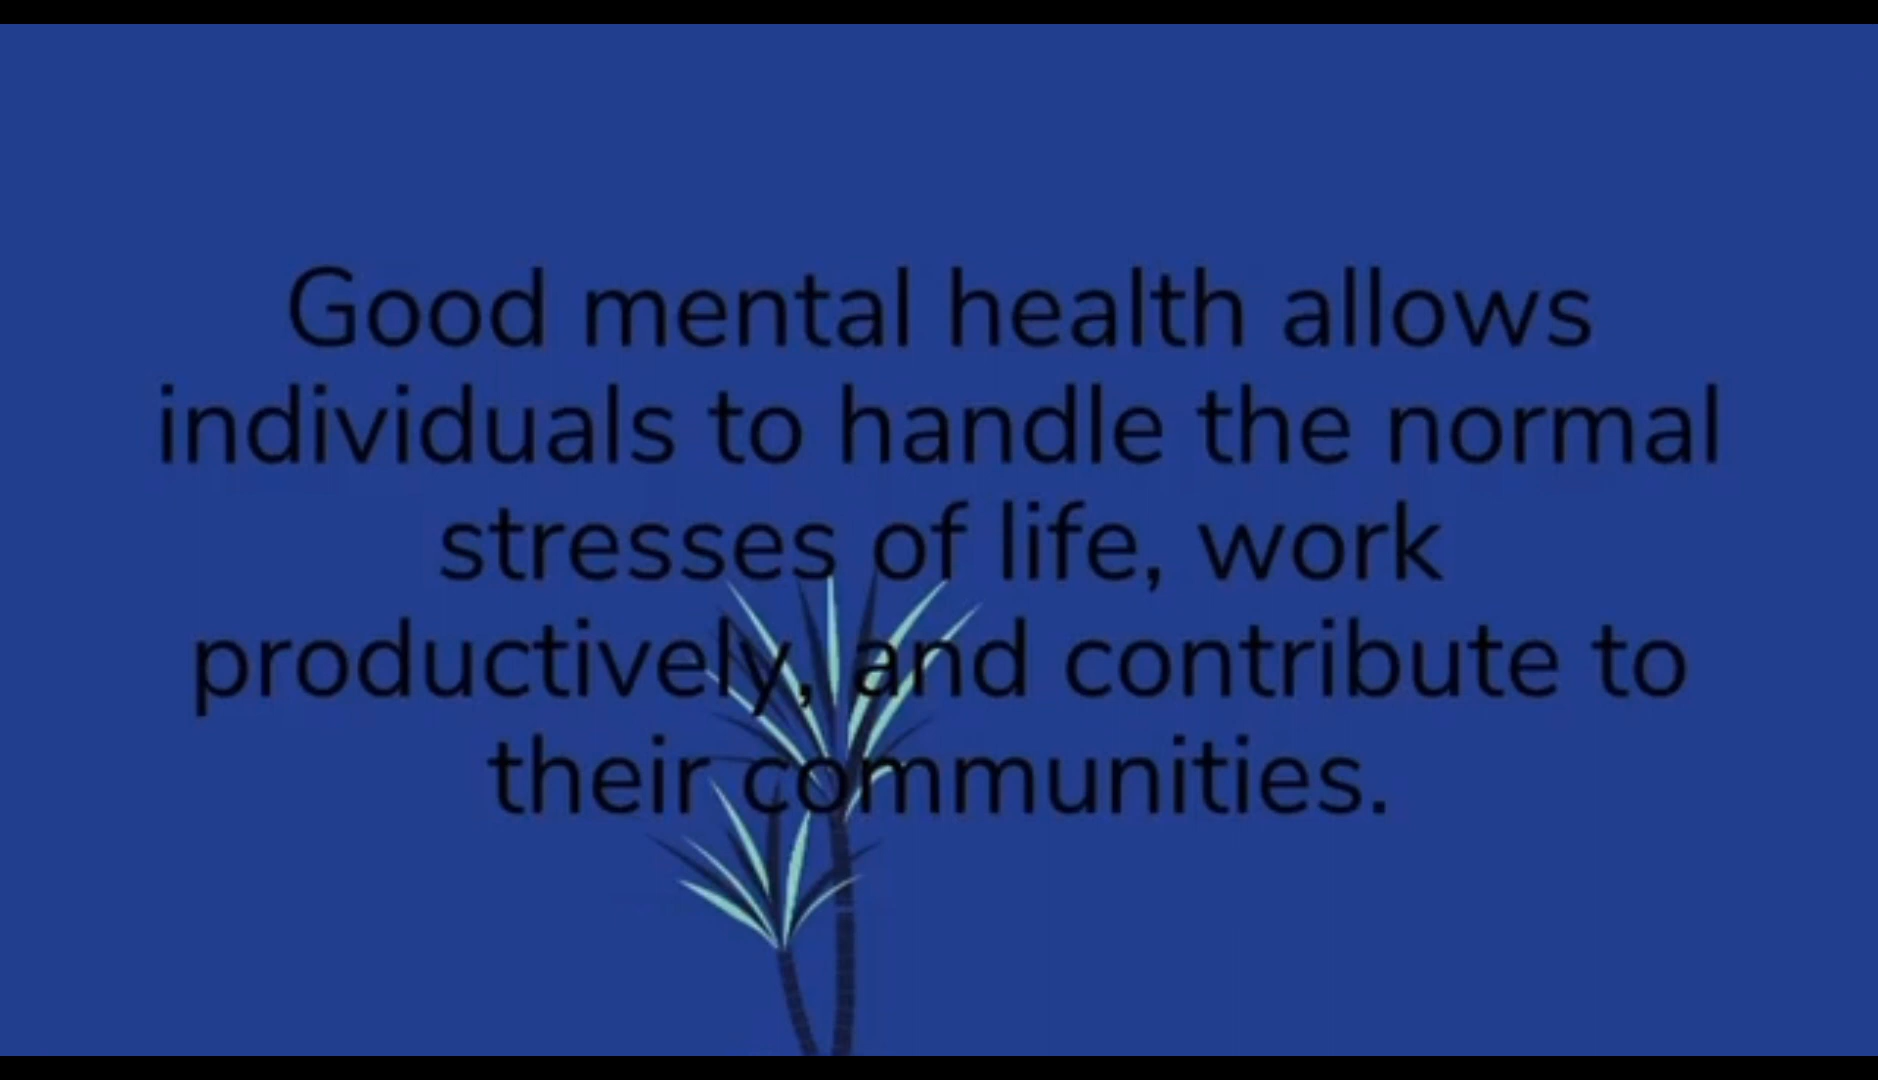 Good mental health allows
individuals to handle the normal
stresses of life, work
productively, and contribute to
their communities.